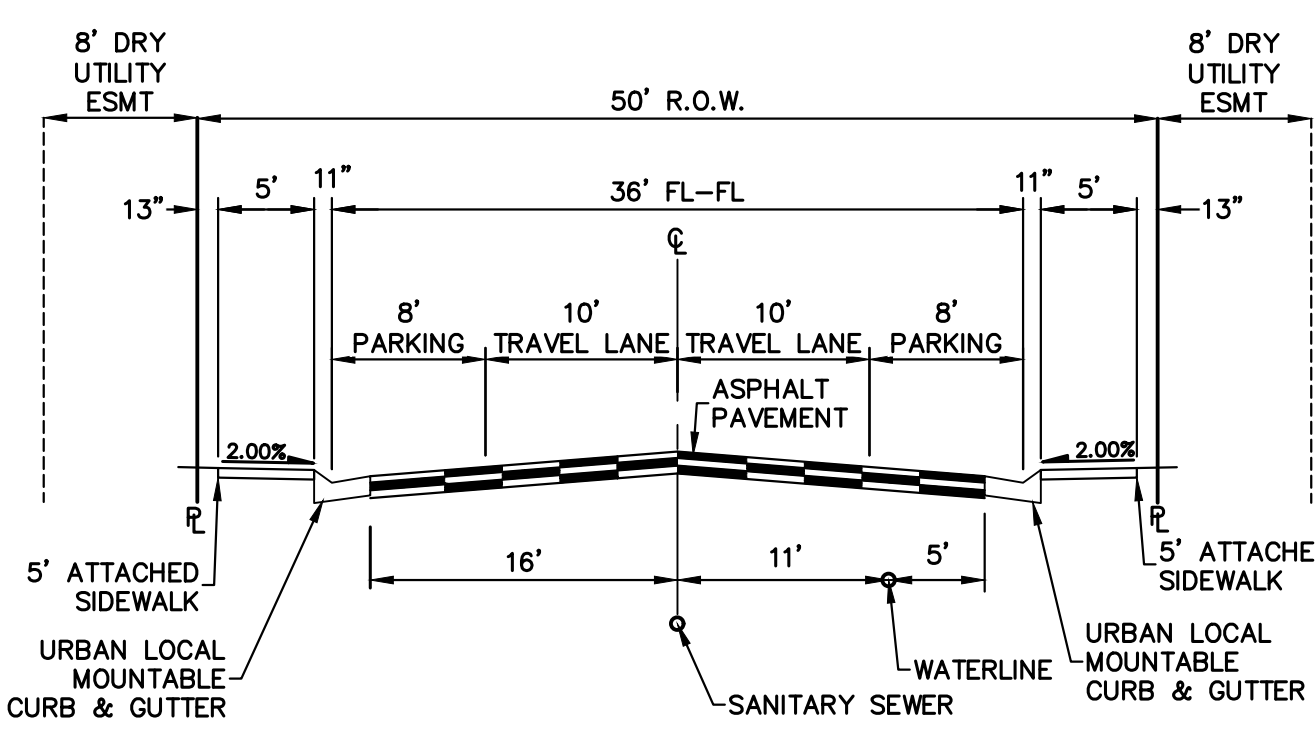 8' DRY
UTILITY
ESMT
8' DRY
UTILITY
ESMT
50' R.O.W.
13"
5'
11"
36' FL-FL
11"
5'
13"
CL
8'
PARKING
10'
TRAVEL LANE
10'
TRAVEL LANE
8'
PARKING
ASPHALT
PAVEMENT
2.00%
2.00%
PL
PL
16'
11'
5'
5' ATTACHED
SIDEWALK
5' ATTACHE
SIDEWALK
URBAN LOCAL
MOUNTABLE
CURB & GUTTER
WATERLINE
SANITARY SEWER
URBAN LOCAL
MOUNTABLE
CURB & GUTTER